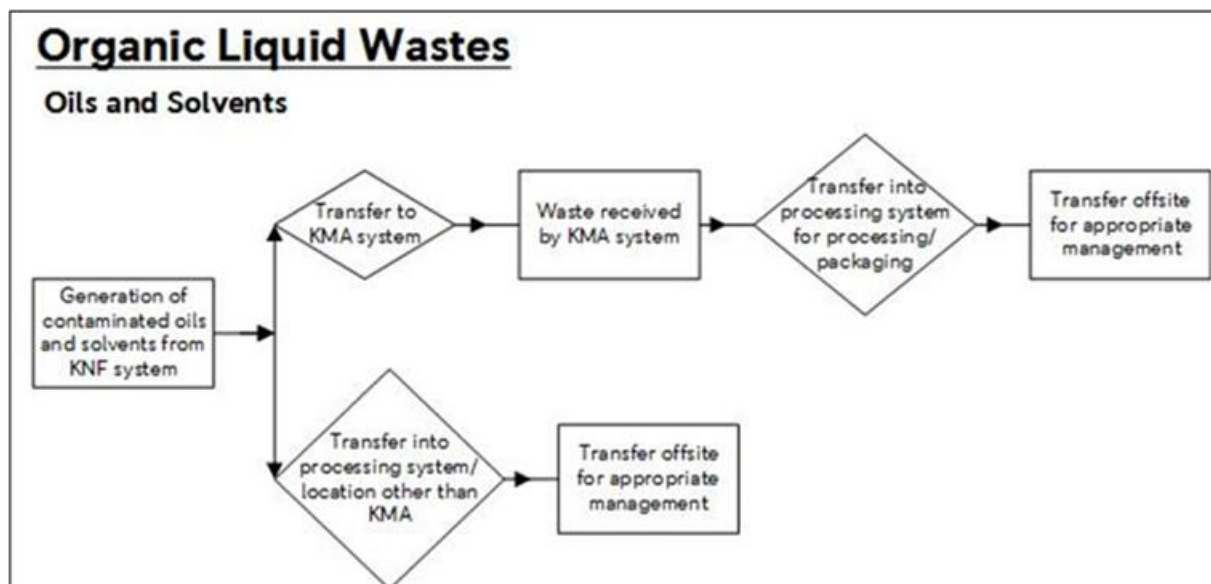 Organic Liquid Wastes
Oils and Solvents
Generation of
contaminated oils
and solvents from
KNF system
Transfer to
KMA system
Waste received
by KMA system
Transfer into
processing system
for processing/
packaging
Transfer offsite
for appropriate
management
Transfer into
processing system/
location other than
KMA
Transfer offsite
for appropriate
management